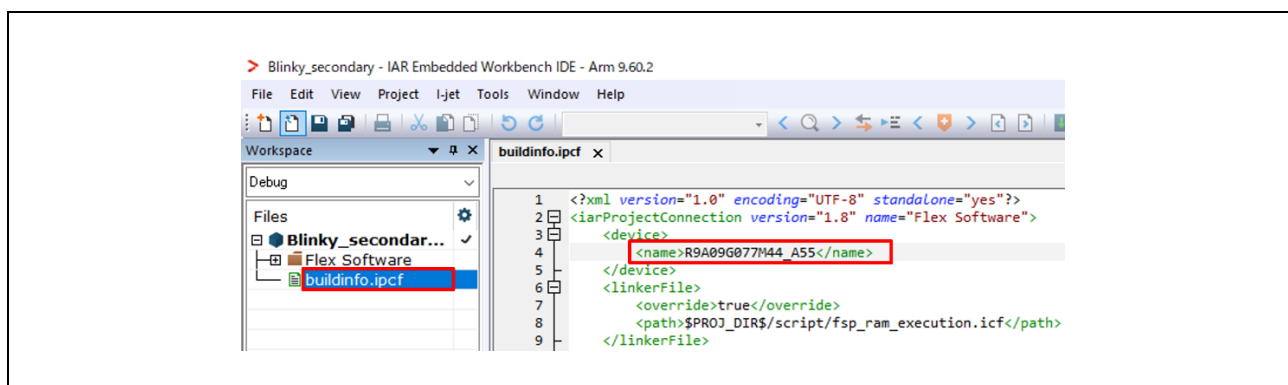 Blinky_secondary - IAR Embedded Workbench IDE - Arm 9.60.2
File Edit View Project I-jet Tools Window Help
Workspace
buildinfo.ipcf
Debug
Files
Blinky_secondar...
Flex Software
buildinfo.ipcf
1 <?xml version="1.0" encoding="UTF-8" standalone="yes"?>
2 <iarProjectConnection version="1.8" name="Flex Software">
3 <device>
4 <name>R9A09G077M44_A55</name>
5 </device>
6 <linkerFile>
7 <override>true</override>
8 <path>$PROJ_DIR$/script/fsp_ram_execution.icf</path>
9 </linkerFile>